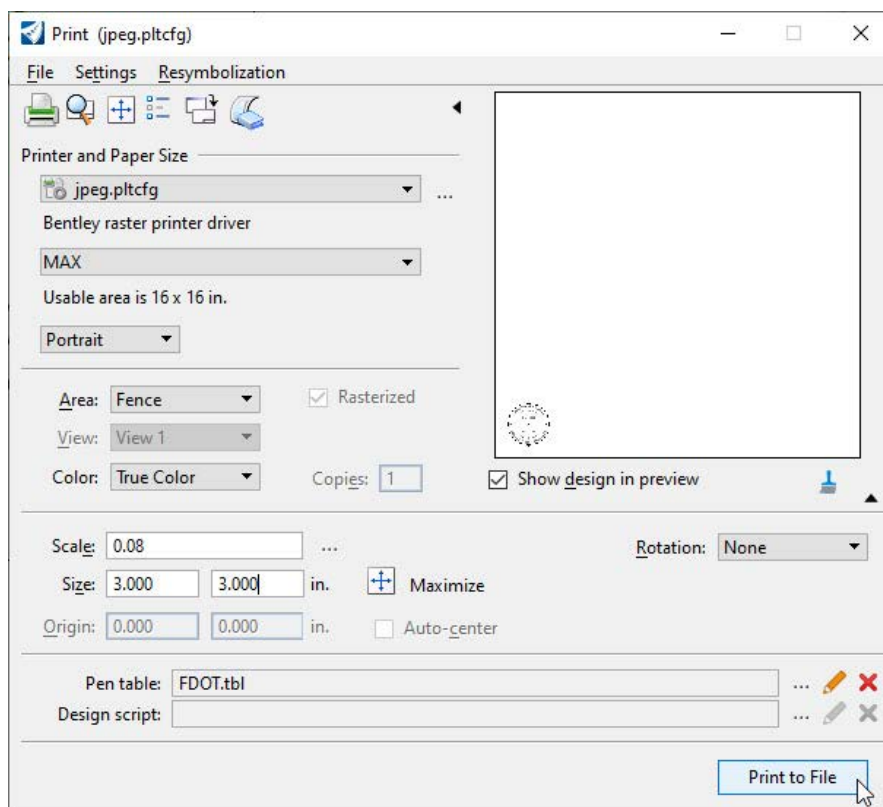 Print (jpeg.pltcfg)
File Settings Resymbolization
Printer and Paper Size
jpeg.pltcfg ...
Bentley raster printer driver
MAX
Usable area is 16 x 16 in.
Portrait
Area: Fence Rasterized
View: View 1
Color: True Color Copies: 1
Show design in preview
Scale: 0.08 ... Rotation: None
Size: 3.000 3.000 in. Maximize
Origin: 0.000 0.000 in. Auto-center
Pen table: FDOT.tbl ...
Design script: ...
Print to File